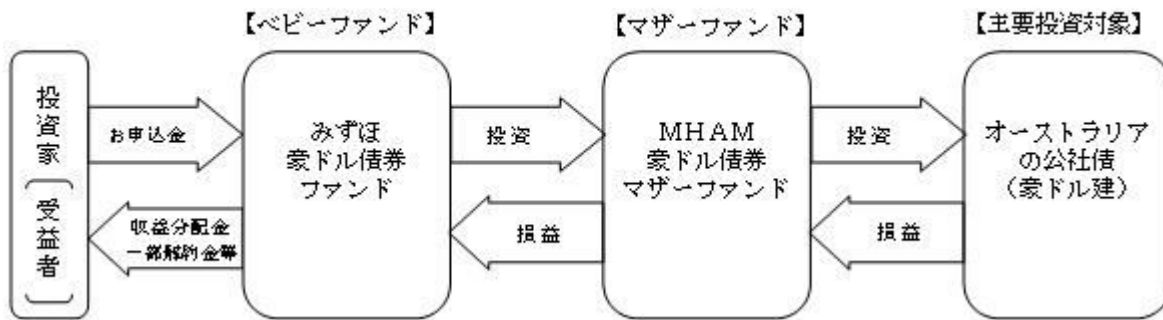 【ベビーファンド】
【マザーファンド】
【主要投資対象】
投資家
(受益者)
お申込金
収益分配金
一部解約金等
みずほ
豪ドル債券
ファンド
投資
損益
MHAM
豪ドル債券
マザーファンド
投資
損益
オーストラリア
の公社債
(豪ドル建)